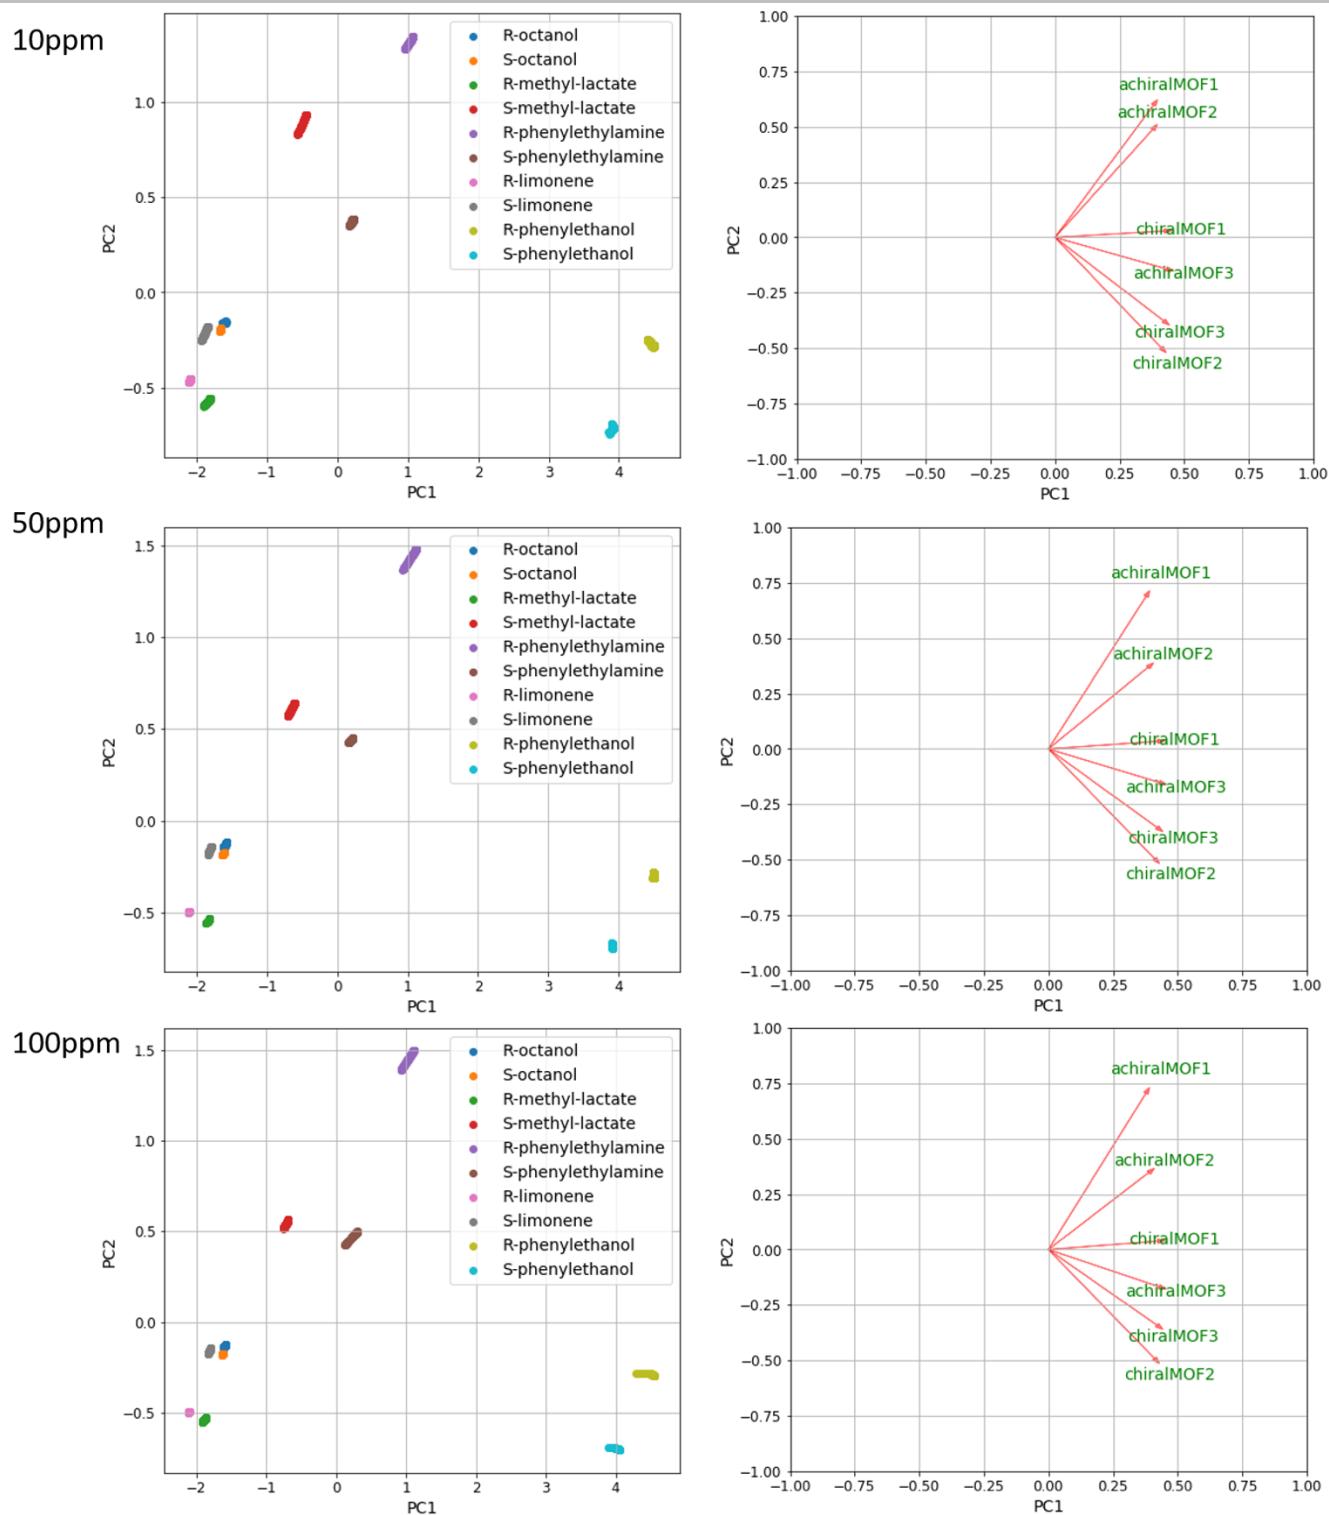 10ppm
PC2
1.0
0.5
0.0
−0.5
R-octanol
S-octanol
R-methyl-lactate
S-methyl-lactate
R-phenylethylamine
S-phenylethylamine
R-limonene
S-limonene
R-phenylethanol
S-phenylethanol
−2 −1 0 1 2 3 4
PC1
PC2
1.00
0.75
0.50
0.25
0.00
−0.25
−0.50
−0.75
−1.00
achiralMOF1
achiralMOF2
chiralMOF1
achiralMOF3
chiralMOF3
chiralMOF2
−1.00 −0.75 −0.50 −0.25 0.00 0.25 0.50 0.75 1.00
PC1
50ppm
PC2
1.5
1.0
0.5
0.0
−0.5
R-octanol
S-octanol
R-methyl-lactate
S-methyl-lactate
R-phenylethylamine
S-phenylethylamine
R-limonene
S-limonene
R-phenylethanol
S-phenylethanol
−2 −1 0 1 2 3 4
PC1
PC2
1.00
0.75
0.50
0.25
0.00
−0.25
−0.50
−0.75
−1.00
achiralMOF1
achiralMOF2
chiralMOF1
achiralMOF3
chiralMOF3
chiralMOF2
−1.00 −0.75 −0.50 −0.25 0.00 0.25 0.50 0.75 1.00
PC1
100ppm
PC2
1.5
1.0
0.5
0.0
−0.5
R-octanol
S-octanol
R-methyl-lactate
S-methyl-lactate
R-phenylethylamine
S-phenylethylamine
R-limonene
S-limonene
R-phenylethanol
S-phenylethanol
−2 −1 0 1 2 3 4
PC1
PC2
1.00
0.75
0.50
0.25
0.00
−0.25
−0.50
−0.75
−1.00
achiralMOF1
achiralMOF2
chiralMOF1
achiralMOF3
chiralMOF3
chiralMOF2
−1.00 −0.75 −0.50 −0.25 0.00 0.25 0.50 0.75 1.00
PC1